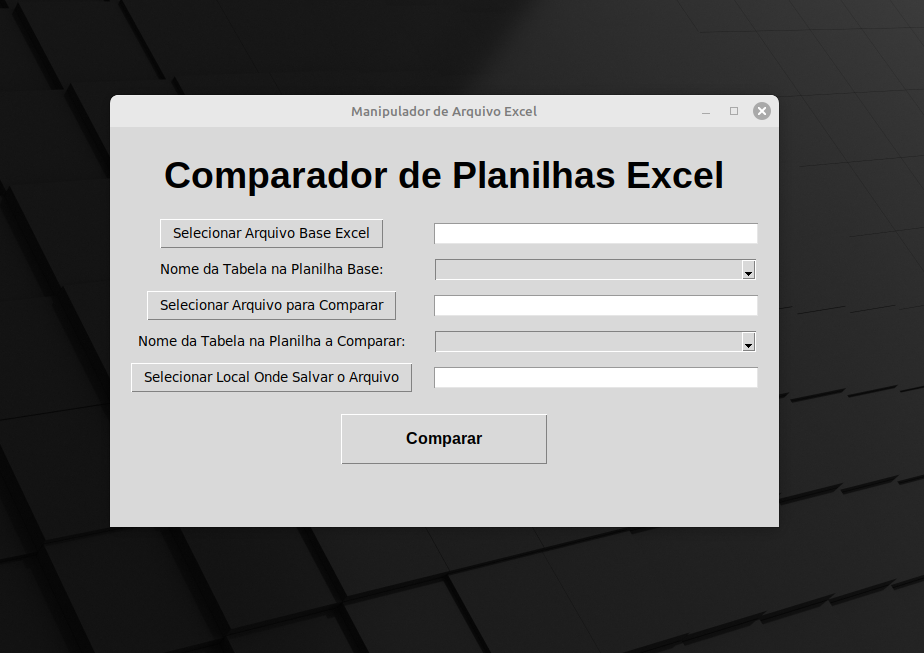 Manipulador de Arquivo Excel
Comparador de Planilhas Excel
Selecionar Arquivo Base Excel
Nome da Tabela na Planilha Base:
Selecionar Arquivo para Comparar
Nome da Tabela na Planilha a Comparar:
Selecionar Local Onde Salvar o Arquivo
Comparar